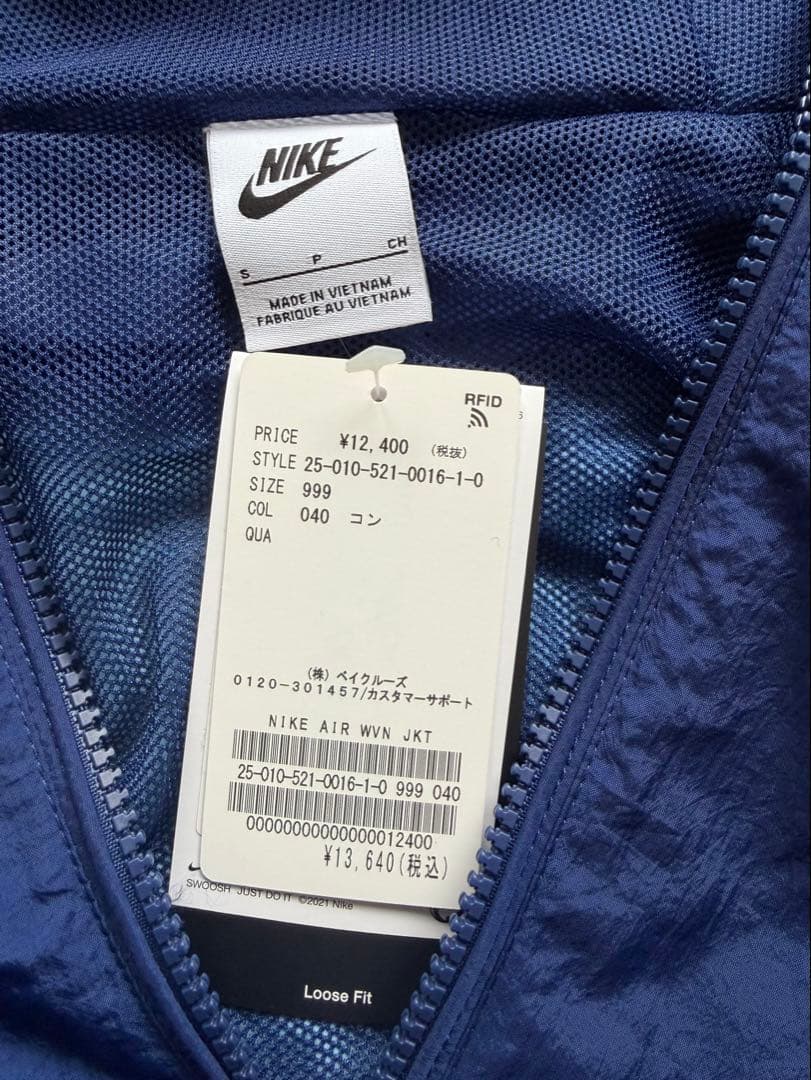 NIKE
S P CH
MADE IN VIETNAM
FABRIQUE AU VIETNAM
RFID
PRICE ¥12,400 (税抜)
STYLE 25-010-521-0016-1-0
SIZE 999
COL 040 コン
QUA
(株) ベイクルーズ
0120-301457/カスタマーサポート
NIKE AIR WVN JKT
25-010-521-0016-1-0 999 040
00000000000000012400
¥13,640(税込)
SWOOSH JUST DO IT ©2021 Nike
Loose Fit